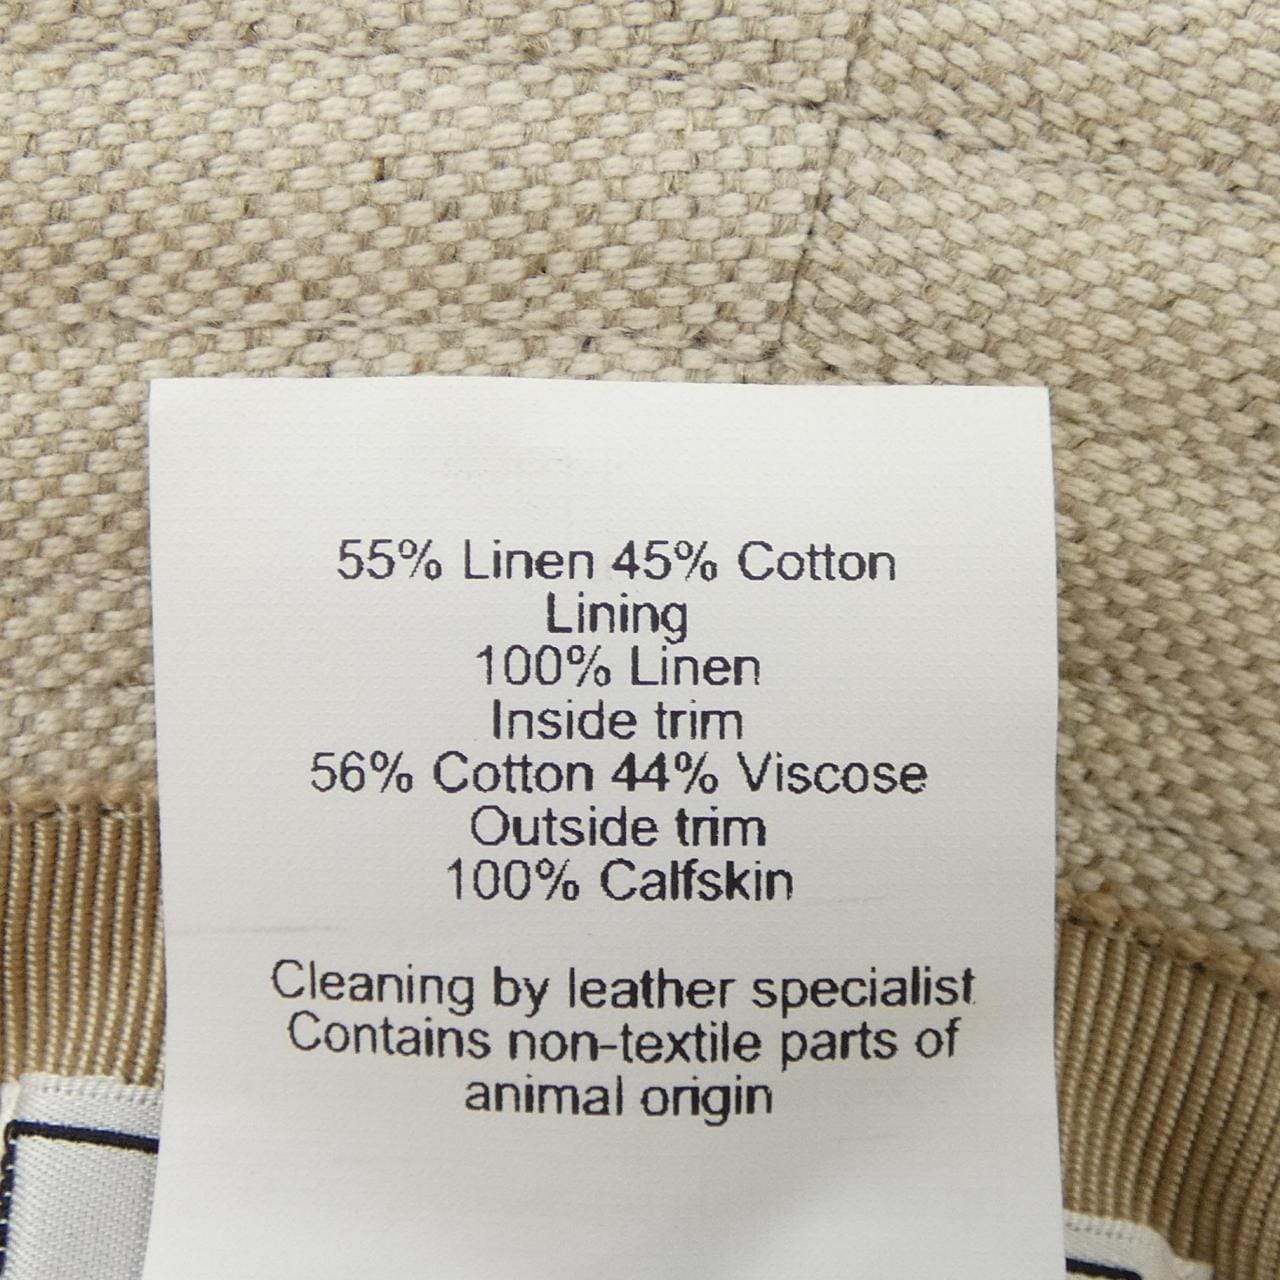 55% Linen 45% Cotton
Lining
100% Linen
Inside trim
56% Cotton 44% Viscose
Outside trim
100% Calfskin
Cleaning by leather specialist
Contains non-textile parts of
animal origin